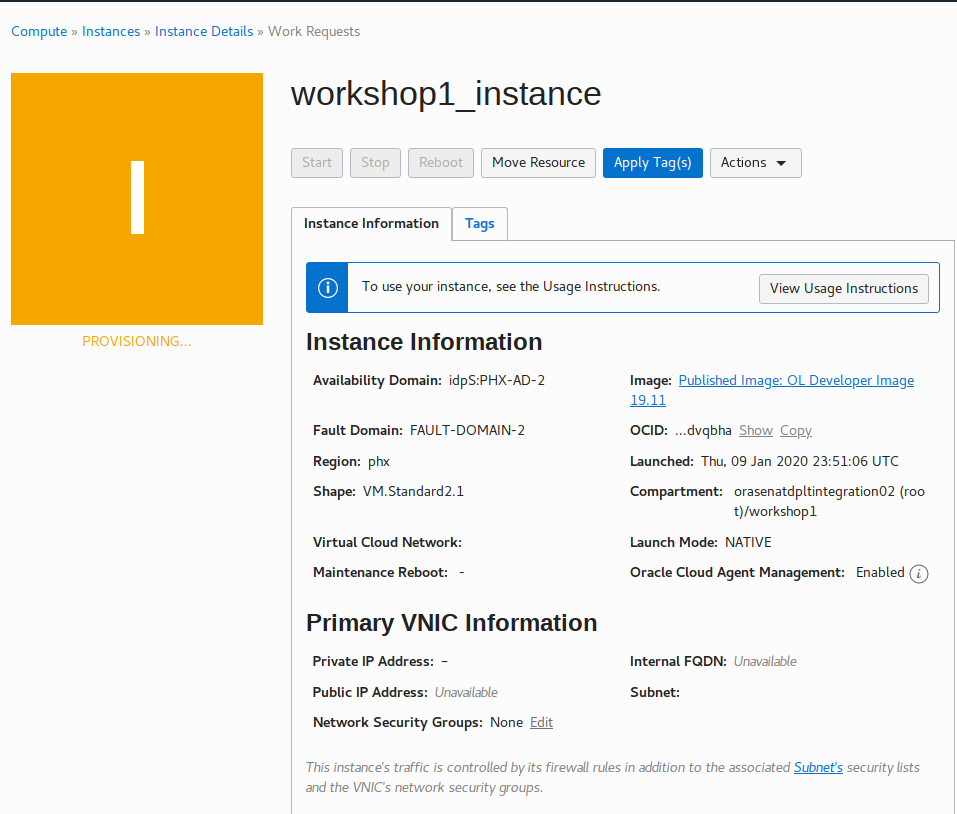 Compute » Instances » Instance Details » Work Requests
I
PROVISIONING...
workshop1_instance
Start Stop Reboot Move Resource Apply Tag(s) Actions
Instance Information Tags
To use your instance, see the Usage Instructions. View Usage Instructions
Instance Information
Availability Domain: idpS:PHX-AD-2
Fault Domain: FAULT-DOMAIN-2
Region: phx
Shape: VM.Standard2.1
Virtual Cloud Network:
Maintenance Reboot: -
Image: Published Image: OL Developer Image
19.11
OCID: ...dvqbha Show Copy
Launched: Thu, 09 Jan 2020 23:51:06 UTC
Compartment: orasenatdpltintegration02 (roo
t)/workshop1
Launch Mode: NATIVE
Oracle Cloud Agent Management: Enabled i
Primary VNIC Information
Private IP Address: –
Public IP Address: Unavailable
Network Security Groups: None Edit
Internal FQDN: Unavailable
Subnet:
This instance's traffic is controlled by its firewall rules in addition to the associated Subnet's security lists
and the VNIC's network security groups.